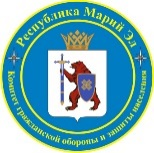 Республика Марий Эл
Комитет гражданской обороны и защиты населения